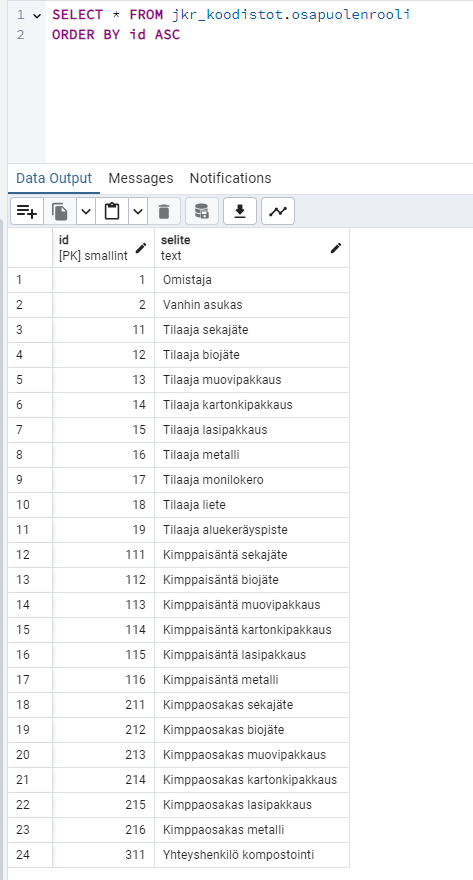 1 SELECT * FROM jkr_koodistot.osapuolenrooli
2 ORDER BY id ASC
Data Output Messages Notifications
id selite
[PK] smallint text
1 1 Omistaja
2 2 Vanhin asukas
3 11 Tilaaja sekajäte
4 12 Tilaaja biojäte
5 13 Tilaaja muovipakkaus
6 14 Tilaaja kartonkipakkaus
7 15 Tilaaja lasipakkaus
8 16 Tilaaja metalli
9 17 Tilaaja monilokero
10 18 Tilaaja liete
11 19 Tilaaja aluekeräyspiste
12 111 Kimppaisäntä sekajäte
13 112 Kimppaisäntä biojäte
14 113 Kimppaisäntä muovipakkaus
15 114 Kimppaisäntä kartonkipakkaus
16 115 Kimppaisäntä lasipakkaus
17 116 Kimppaisäntä metalli
18 211 Kimppaosakas sekajäte
19 212 Kimppaosakas biojäte
20 213 Kimppaosakas muovipakkaus
21 214 Kimppaosakas kartonkipakkaus
22 215 Kimppaosakas lasipakkaus
23 216 Kimppaosakas metalli
24 311 Yhteyshenkilö kompostointi